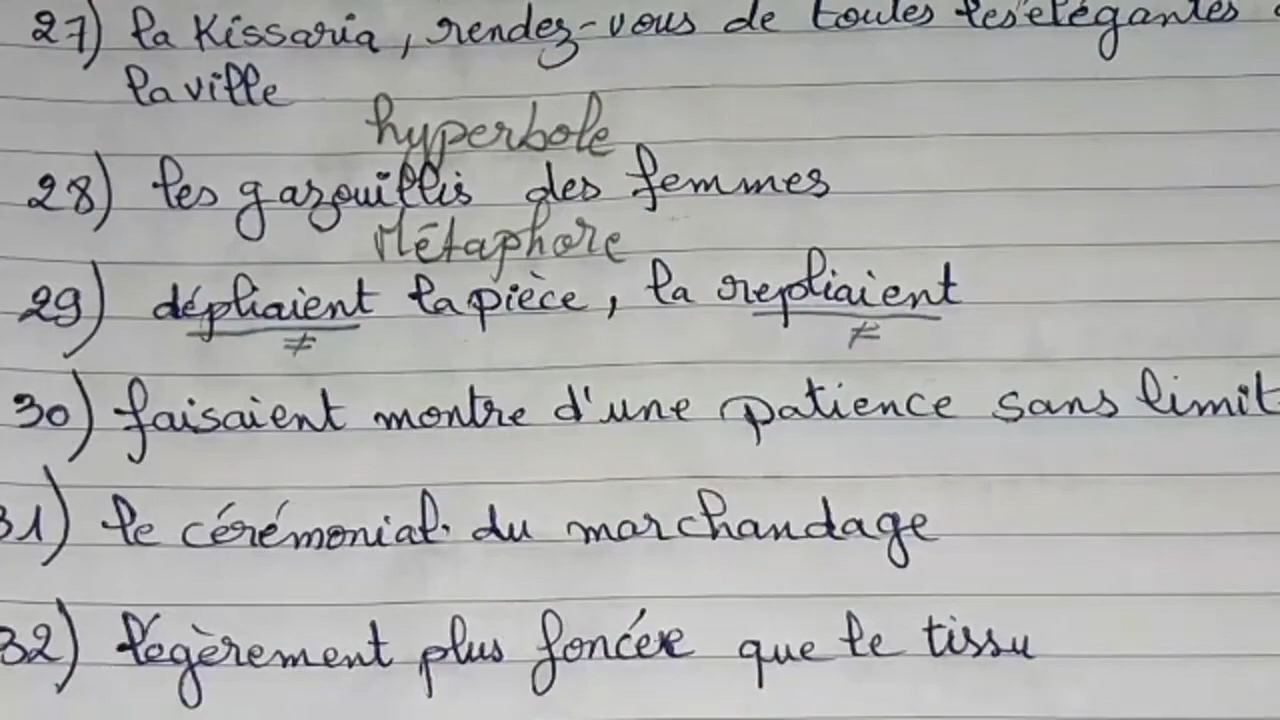 27) la Kissaria, rendez-vous de toutes les elégantes
la ville
hyperbole
28) les gazouillis des femmes
Métaphore
29) dépliaient la pièce, la repliaient
≠ ≠
30) faisaient montre d'une patience sans limit
31) le cérémonial du marchandage
32) légèrement plus foncée que le tissu